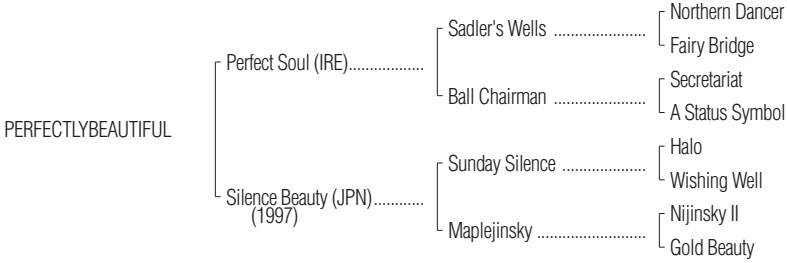 Northern Dancer
Sadler's Wells ......................
Fairy Bridge
Perfect Soul (IRE)..................
Secretariat
Ball Chairman ......................
A Status Symbol
PERFECTLYBEAUTIFUL
Halo
Sunday Silence ....................
Wishing Well
Silence Beauty (JPN)............
(1997)
Nijinsky II
Maplejinsky ..........................
Gold Beauty